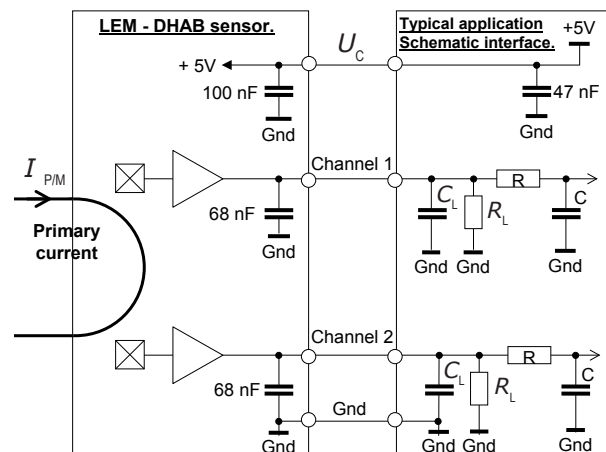 LEM - DHAB sensor.
Typical application
Schematic interface.
U C
+5V
+ 5V
100 nF
47 nF
Gnd
Gnd
I P/M
Channel 1
R
C L
R L
C
68 nF
Primary
current
Gnd
Gnd
Gnd
Gnd
Channel 2
R
C L
R L
C
68 nF
Gnd
Gnd
Gnd
Gnd
Gnd